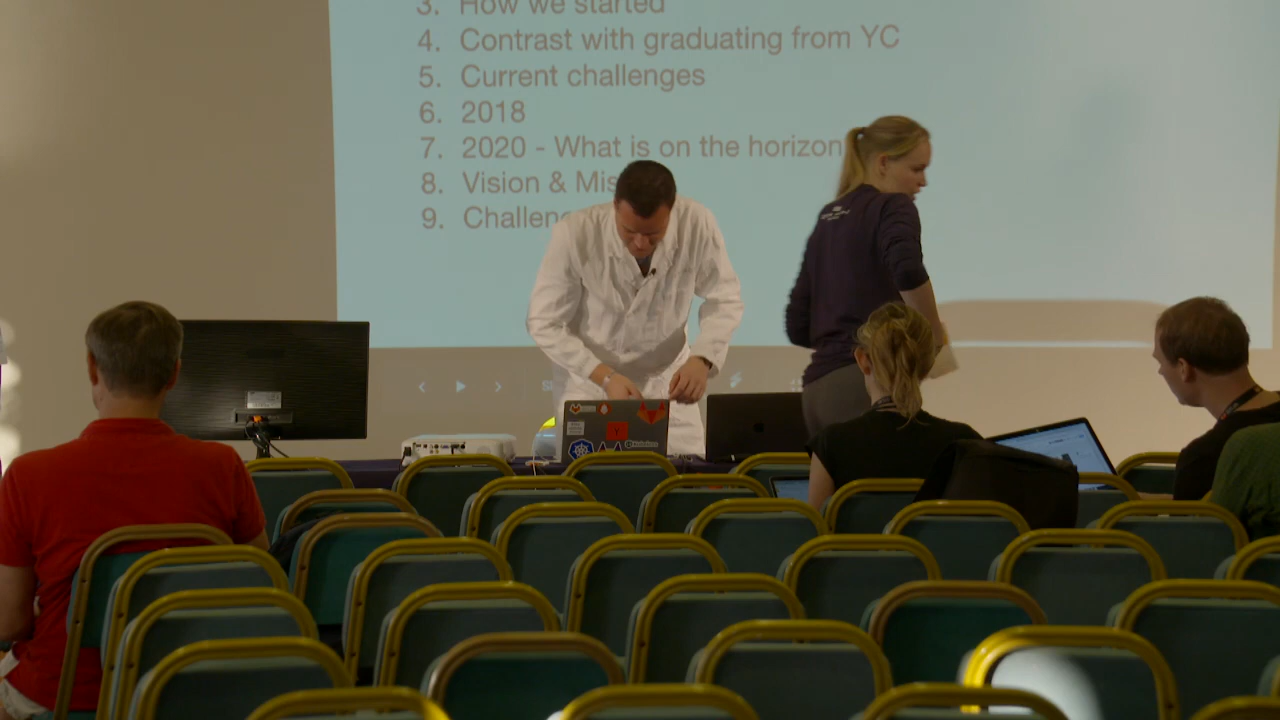 3. How we started
4. Contrast with graduating from YC
5. Current challenges
6. 2018
7. 2020 - What is on the horizon
8. Vision & Mis
9. Challen